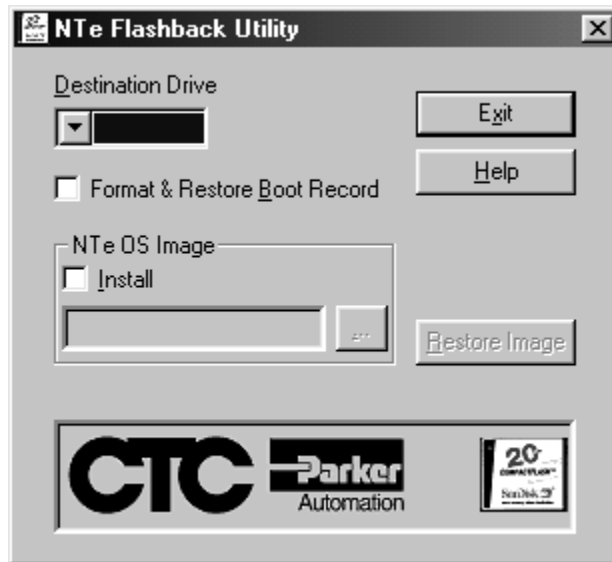 NTe Flashback Utility
Destination Drive
Exit
Format & Restore Boot Record
Help
NTe OS Image
Install
...
Restore Image
CTC
Parker
Automation
20
COMPACTFLASH™
SanDisk